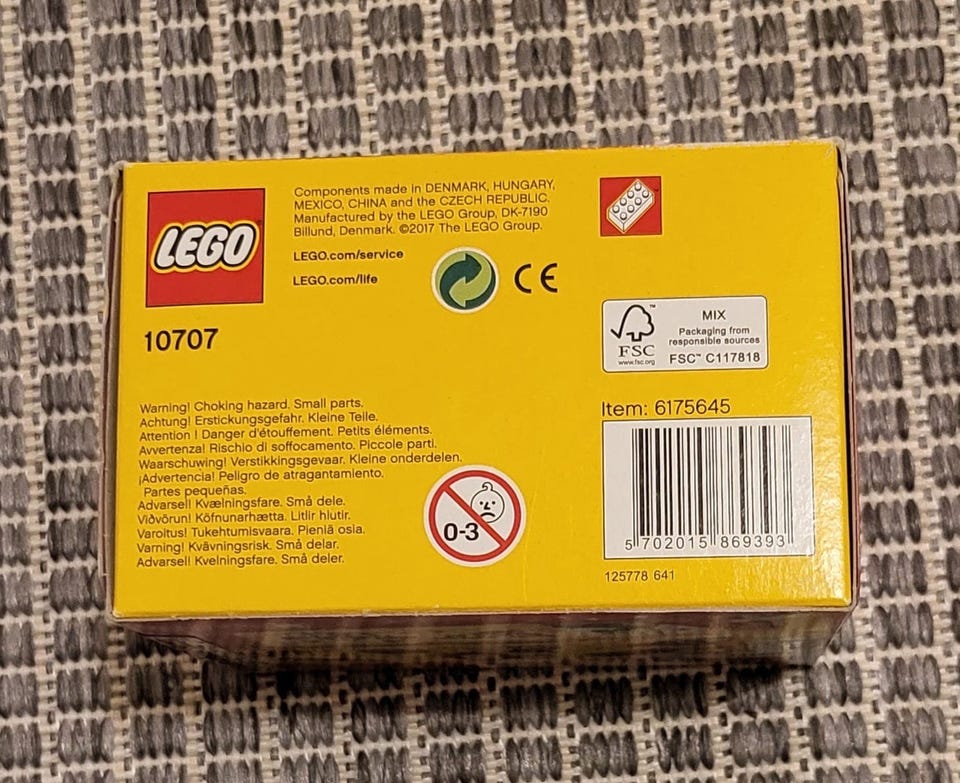 LEGO
10707
Components made in DENMARK, HUNGARY,
MEXICO, CHINA and the CZECH REPUBLIC.
Manufactured by the LEGO Group, DK-7190
Billund, Denmark. ©2017 The LEGO Group.
LEGO.com/service
LEGO.com/life
CE
FSC™
www.fsc.org
MIX
Packaging from
responsible sources
FSC™ C117818
Warning! Choking hazard. Small parts.
Achtung! Erstickungsgefahr. Kleine Teile.
Attention ! Danger d'étouffement. Petits éléments.
Avvertenza! Rischio di soffocamento. Piccole parti.
Waarschuwing! Verstikkingsgevaar. Kleine onderdelen.
¡Advertencia! Peligro de atragantamiento.
Partes pequeñas.
Advarsel! Kvælningsfare. Små dele.
Viðvörun! Köfnunarhætta. Litlir hlutir.
Varoitus! Tukehtumisvaara. Pieniä osia.
Varning! Kvävningsrisk. Små delar.
Advarsel! Kvelningsfare. Små deler.
0-3
Item: 6175645
5 702015 869393
125778 641